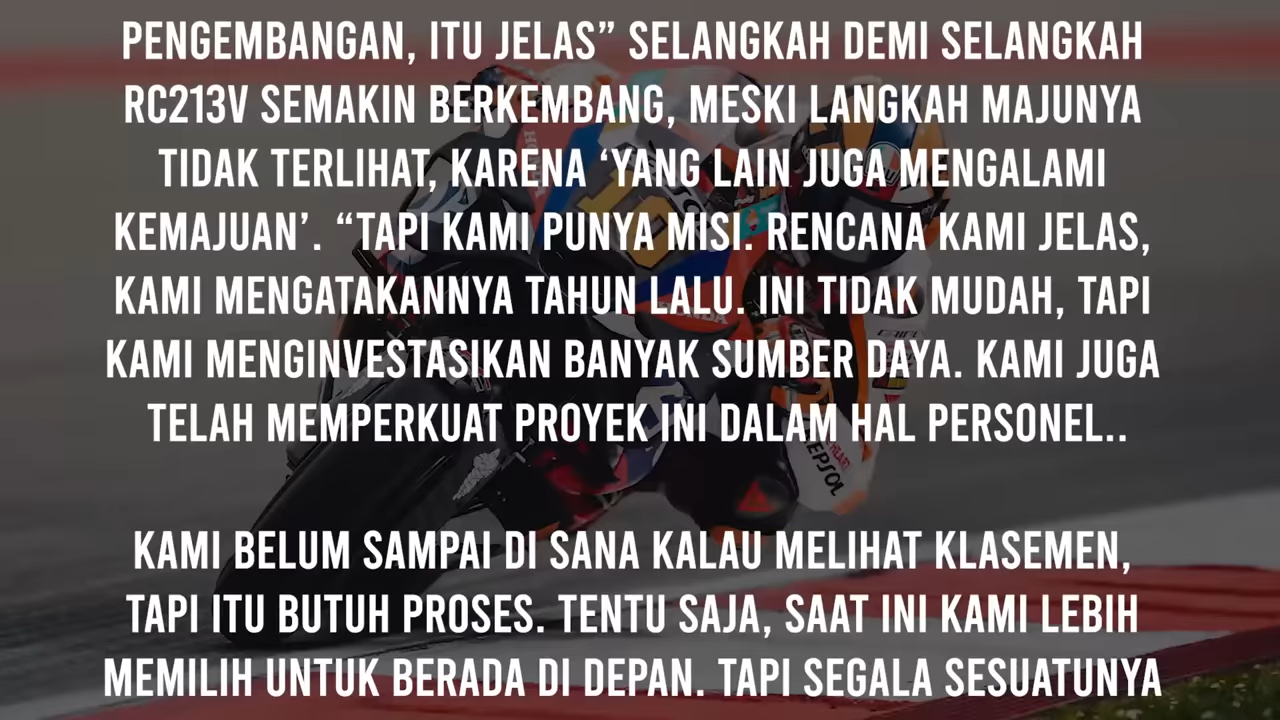 PENGEMBANGAN, ITU JELAS” SELANGKAH DEMI SELANGKAH
RC213V SEMAKIN BERKEMBANG, MESKI LANGKAH MAJUNYA
TIDAK TERLIHAT, KARENA ‘YANG LAIN JUGA MENGALAMI
KEMAJUAN’. “TAPI KAMI PUNYA MISI. RENCANA KAMI JELAS,
KAMI MENGATAKANNYA TAHUN LALU. INI TIDAK MUDAH, TAPI
KAMI MENGINVESTASIKAN BANYAK SUMBER DAYA. KAMI JUGA
TELAH MEMPERKUAT PROYEK INI DALAM HAL PERSONEL..
KAMI BELUM SAMPAI DI SANA KALAU MELIHAT KLASEMEN,
TAPI ITU BUTUH PROSES. TENTU SAJA, SAAT INI KAMI LEBIH
MEMILIH UNTUK BERADA DI DEPAN. TAPI SEGALA SESUATUNYA
HONDA
10
REPSOL